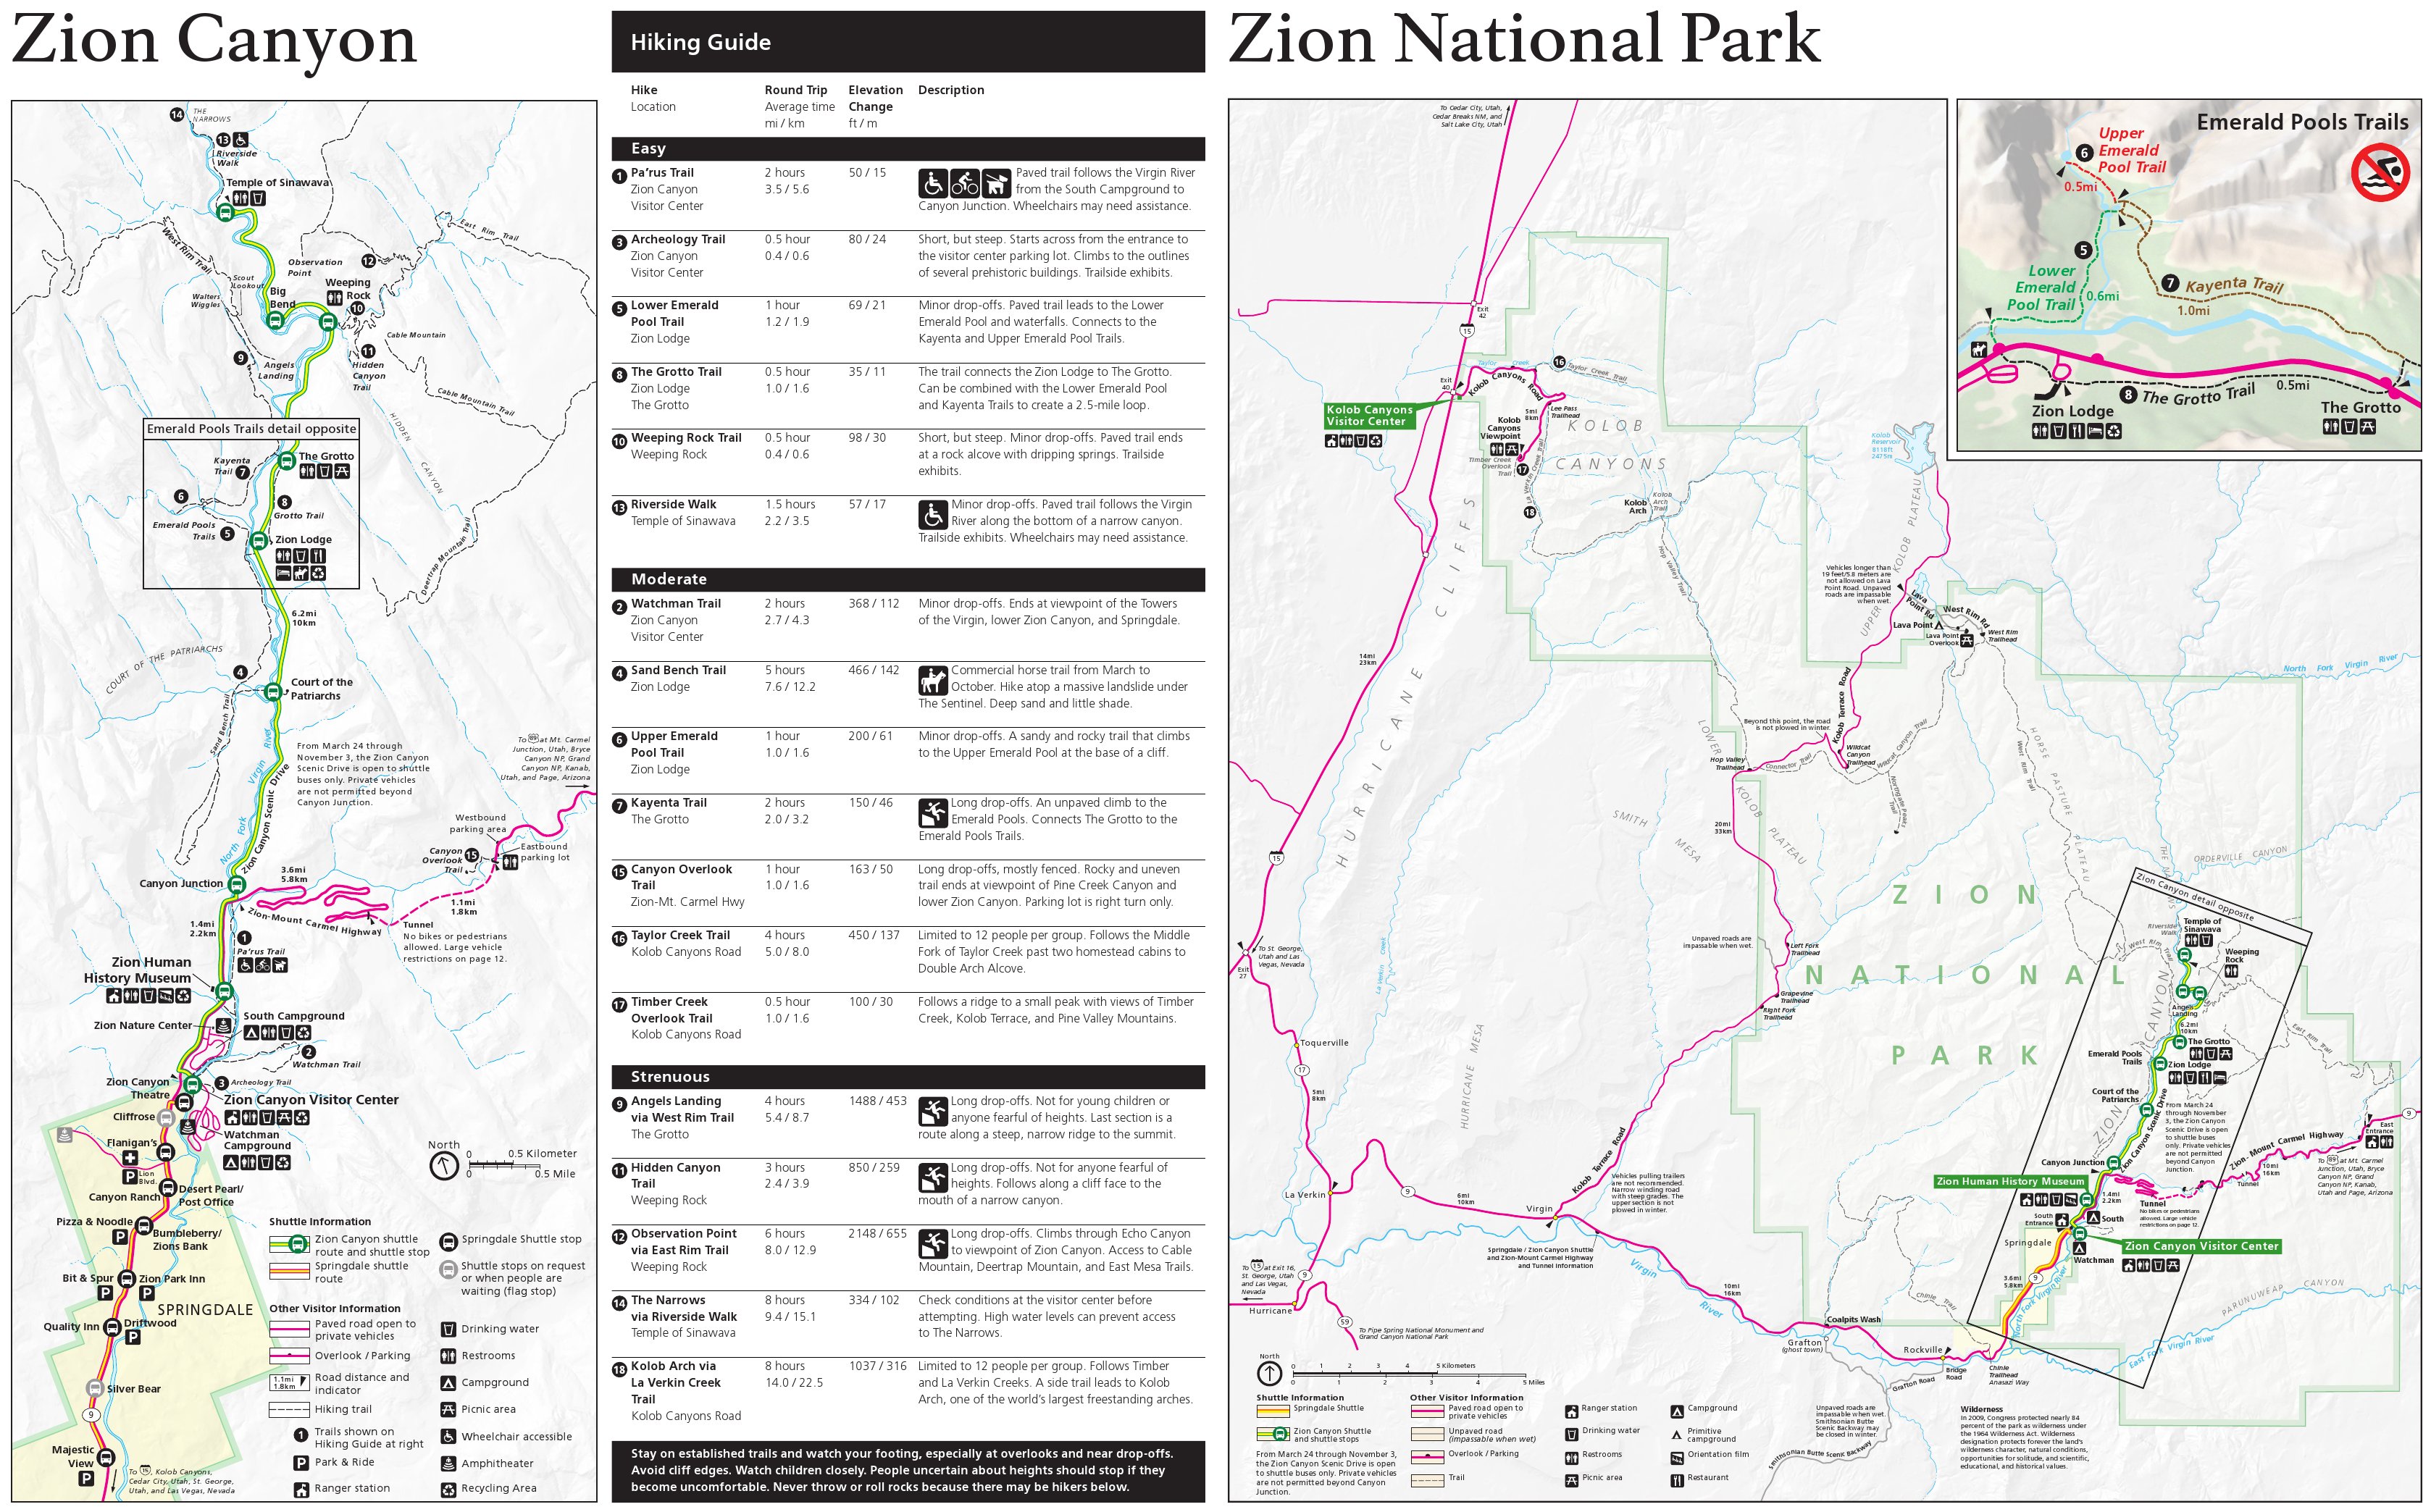 Zion Canyon
14
THE
NARROWS
13
Riverside
Walk
Temple of Sinawava
West Rim Trail
East Rim Trail
Observation
Point
12
Scout
Lookout
Walters
Wiggles
Big
Bend
Weeping
Rock
10
Cable Mountain
11
Hidden
Canyon
Trail
9
Angels
Landing
Cable Mountain Trail
HIDDEN CANYON
Emerald Pools Trails detail opposite
The Grotto
Kayenta
Trail
7
6
8
Grotto Trail
Emerald Pools
Trails
5
Zion Lodge
Deertrap Mountain Trail
6.2mi
10km
COURT OF THE PATRIARCHS
4
Court of the
Patriarchs
Sand Bench Trail
North Fork Virgin River
Zion Canyon Scenic Drive
From March 24 through
November 3, the Zion Canyon
Scenic Drive is open to shuttle
buses only. Private vehicles
are not permitted beyond
Canyon Junction.
To 89 at Mt. Carmel
Junction, Utah, Bryce
Canyon NP, Grand
Canyon NP, Kanab,
Utah, and Page, Arizona
Westbound
parking area
Canyon
Overlook
Trail
15
Eastbound
parking lot
Canyon Junction
3.6mi
5.8km
1.1mi
1.8km
Zion-Mount Carmel Highway
Tunnel
No bikes or pedestrians
allowed. Large vehicle
restrictions on page 12.
1.4mi
2.2km
1
Pa'rus Trail
Zion Human
History Museum
Zion Nature Center
South Campground
2
Watchman Trail
Zion Canyon
Theatre
3
Archeology Trail
Zion Canyon Visitor Center
Cliffrose
Watchman
Campground
Flanigan's
Lion
Blvd.
Canyon Ranch
Desert Pearl/
Post Office
Pizza & Noodle
Bumbleberry/
Zions Bank
Bit & Spur
Zion Park Inn
SPRINGDALE
Quality Inn
Driftwood
Silver Bear
9
Majestic
View
To 15, Kolob Canyons,
Cedar City, Utah, St. George,
Utah, and Las Vegas, Nevada
North
0 0.5 Kilometer
0 0.5 Mile
Shuttle Information
Zion Canyon shuttle
route and shuttle stop
Springdale shuttle
route
Springdale Shuttle stop
Shuttle stops on request
or when people are
waiting (flag stop)
Other Visitor Information
Paved road open to
private vehicles
Overlook / Parking
1.1mi
1.8km
Road distance and
indicator
Hiking trail
1
Trails shown on
Hiking Guide at right
P
Park & Ride
Ranger station
Drinking water
Restrooms
Campground
Picnic area
Wheelchair accessible
Amphitheater
Recycling Area
Hiking Guide
Hike Round Trip Elevation Description
Location Average time Change
mi / km ft / m
Easy
1 Pa'rus Trail 2 hours 50 / 15 Paved trail follows the Virgin River
Zion Canyon 3.5 / 5.6 from the South Campground to
Visitor Center Canyon Junction. Wheelchairs may need assistance.
3 Archeology Trail 0.5 hour 80 / 24 Short, but steep. Starts across from the entrance to
Zion Canyon 0.4 / 0.6 the visitor center parking lot. Climbs to the outlines
Visitor Center of several prehistoric buildings. Trailside exhibits.
5 Lower Emerald 1 hour 69 / 21 Minor drop-offs. Paved trail leads to the Lower
Pool Trail 1.2 / 1.9 Emerald Pool and waterfalls. Connects to the
Zion Lodge Kayenta and Upper Emerald Pool Trails.
8 The Grotto Trail 0.5 hour 35 / 11 The trail connects the Zion Lodge to The Grotto.
Zion Lodge 1.0 / 1.6 Can be combined with the Lower Emerald Pool
The Grotto and Kayenta Trails to create a 2.5-mile loop.
10 Weeping Rock Trail 0.5 hour 98 / 30 Short, but steep. Minor drop-offs. Paved trail ends
Weeping Rock 0.4 / 0.6 at a rock alcove with dripping springs. Trailside
exhibits.
13 Riverside Walk 1.5 hours 57 / 17 Minor drop-offs. Paved trail follows the Virgin
Temple of Sinawava 2.2 / 3.5 River along the bottom of a narrow canyon.
Trailside exhibits. Wheelchairs may need assistance.
Moderate
2 Watchman Trail 2 hours 368 / 112 Minor drop-offs. Ends at viewpoint of the Towers
Zion Canyon 2.7 / 4.3 of the Virgin, lower Zion Canyon, and Springdale.
Visitor Center
4 Sand Bench Trail 5 hours 466 / 142 Commercial horse trail from March to
Zion Lodge 7.6 / 12.2 October. Hike atop a massive landslide under
The Sentinel. Deep sand and little shade.
6 Upper Emerald 1 hour 200 / 61 Minor drop-offs. A sandy and rocky trail that climbs
Pool Trail 1.0 / 1.6 to the Upper Emerald Pool at the base of a cliff.
Zion Lodge
7 Kayenta Trail 2 hours 150 / 46 Long drop-offs. An unpaved climb to the
The Grotto 2.0 / 3.2 Emerald Pools. Connects The Grotto to the
Emerald Pools Trails.
15 Canyon Overlook 1 hour 163 / 50 Long drop-offs, mostly fenced. Rocky and uneven
Trail 1.0 / 1.6 trail ends at viewpoint of Pine Creek Canyon and
Zion-Mt. Carmel Hwy lower Zion Canyon. Parking lot is right turn only.
16 Taylor Creek Trail 4 hours 450 / 137 Limited to 12 people per group. Follows the Middle
Kolob Canyons Road 5.0 / 8.0 Fork of Taylor Creek past two homestead cabins to
Double Arch Alcove.
17 Timber Creek 0.5 hour 100 / 30 Follows a ridge to a small peak with views of Timber
Overlook Trail 1.0 / 1.6 Creek, Kolob Terrace, and Pine Valley Mountains.
Kolob Canyons Road
Strenuous
9 Angels Landing 4 hours 1488 / 453 Long drop-offs. Not for young children or
via West Rim Trail 5.4 / 8.7 anyone fearful of heights. Last section is a
The Grotto route along a steep, narrow ridge to the summit.
11 Hidden Canyon 3 hours 850 / 259 Long drop-offs. Not for anyone fearful of
Trail 2.4 / 3.9 heights. Follows along a cliff face to the
Weeping Rock mouth of a narrow canyon.
12 Observation Point 6 hours 2148 / 655 Long drop-offs. Climbs through Echo Canyon
via East Rim Trail 8.0 / 12.9 to viewpoint of Zion Canyon. Access to Cable
Weeping Rock Mountain, Deertrap Mountain, and East Mesa Trails.
14 The Narrows 8 hours 334 / 102 Check conditions at the visitor center before
via Riverside Walk 9.4 / 15.1 attempting. High water levels can prevent access
Temple of Sinawava to The Narrows.
18 Kolob Arch via 8 hours 1037 / 316 Limited to 12 people per group. Follows Timber
La Verkin Creek 14.0 / 22.5 and La Verkin Creeks. A side trail leads to Kolob
Trail Arch, one of the world's largest freestanding arches.
Kolob Canyons Road
Stay on established trails and watch your footing, especially at overlooks and near drop-offs.
Avoid cliff edges. Watch children closely. People uncertain about heights should stop if they
become uncomfortable. Never throw or roll rocks because there may be hikers below.
Zion National Park
To Cedar City, Utah,
Cedar Breaks NM, and
Salt Lake City, Utah
Exit
42
15
Exit
40
Taylor Creek
16
Taylor Creek Trail
Kolob Canyons Road
Kolob Canyons
Visitor Center
5mi
8km
Lee Pass
Trailhead
Kolob
Canyons
Viewpoint
Timber Creek
Overlook
Trail
17
La Verkin Creek Trail
18
KOLOB
CANYONS
Kolob
Arch
Kolob
Arch
Trail
Hop Valley Trail
Kolob
Reservoir
8118ft
2475m
UPPER KOLOB PLATEAU
Vehicles longer than
19 feet/5.8 meters are
not allowed on Lava
Point Road. Unpaved
roads are impassable
when wet.
Lava
Point Rd
West Rim Rd
Lava Point
Lava Point
Overlook
West Rim
Trailhead
14mi
23km
HURRICANE CLIFFS
Kolob Terrace Road
Beyond this point, the road
is not plowed in winter.
Wildcat
Canyon
Trailhead
Hop Valley
Trailhead
Connector Trail
Wildcat Canyon Trail
Northgate Peaks
Trail
West Rim Trail
HORSE PASTURE PLATEAU
LOWER KOLOB PLATEAU
North Fork Virgin River
SMITH MESA
20mi
33km
15
Exit
27
To St. George,
Utah and Las
Vegas, Nevada
Unpaved roads are
impassable when wet.
Left Fork
Trailhead
Grapevine
Trailhead
Right Fork
Trailhead
ZION
NATIONAL
PARK
ORDERVILLE CANYON
THE NARROWS
Zion Canyon detail opposite
Temple of
Sinawava
Riverside
Walk
West Rim Trail
Weeping
Rock
Angels
Landing
6.2mi
10km
The Grotto
Emerald Pools
Trails
Zion Lodge
East Rim Trail
Court of the
Patriarchs
From March 24
through November
3, the Zion Canyon
Scenic Drive is open
to shuttle buses
only. Private vehicles
are not permitted
beyond Canyon
Junction.
Zion Canyon Scenic Drive
ZION CANYON
Canyon Junction
Zion-Mount Carmel Highway
10mi
16km
East
Entrance
9
To 89 at Mt. Carmel
Junction, Utah, Bryce
Canyon NP, Grand
Canyon NP, Kanab,
Utah and Page, Arizona
Tunnel
Tunnel
No bikes or pedestrians
allowed. Large vehicle
restrictions on page 12.
Zion Human History Museum
1.4mi
2.2km
South
Entrance
South
Springdale
Zion Canyon Visitor Center
Watchman
3.6mi
5.8km
9
North Fork Virgin River
PARUNUWEAP CANYON
East Fork Virgin River
Chinle Trail
La Verkin Creek
HURRICANE MESA
Toquerville
17
5mi
8km
La Verkin
9
6mi
10km
Virgin
Kolob Terrace Road
Vehicles pulling trailers
are not recommended.
Narrow winding road
with steep grades. The
upper section is not
plowed in winter.
Springdale / Zion Canyon Shuttle
and Zion-Mount Carmel Highway
and Tunnel Information
Virgin River
10mi
16km
To 15 at Exit 16,
St. George, Utah
and Las Vegas,
Nevada
9
Hurricane
59
To Pipe Spring National Monument and
Grand Canyon National Park
Coalpits Wash
Grafton
(ghost town)
Rockville
Bridge
Road
Grafton Road
Chinle
Trailhead
Anasazi Way
Unpaved roads are
impassable when wet.
Smithsonian Butte
Scenic Backway may
be closed in winter.
Smithsonian Butte Scenic Backway
Wilderness
In 2009, Congress protected nearly 84
percent of the park as wilderness under
the 1964 Wilderness Act. Wilderness
designation protects forever the land's
wilderness character, natural conditions,
opportunities for solitude, and scientific,
educational, and historical values.
North
0 1 2 3 4 5 Kilometers
0 1 2 3 4 5 Miles
Shuttle Information
Springdale Shuttle
Zion Canyon Shuttle
and shuttle stops
From March 24 through November 3,
the Zion Canyon Scenic Drive is open
to shuttle buses only. Private vehicles
are not permitted beyond Canyon
Junction.
Other Visitor Information
Paved road open to
private vehicles
Unpaved road
(impassable when wet)
Overlook / Parking
Trail
Ranger station
Drinking water
Restrooms
Picnic area
Campground
Primitive
campground
Orientation film
Restaurant
Emerald Pools Trails
Upper
Emerald
Pool Trail
6
0.5mi
5
Lower
Emerald
Pool Trail
0.6mi
7
Kayenta Trail
1.0mi
8
The Grotto Trail
0.5mi
Zion Lodge
The Grotto